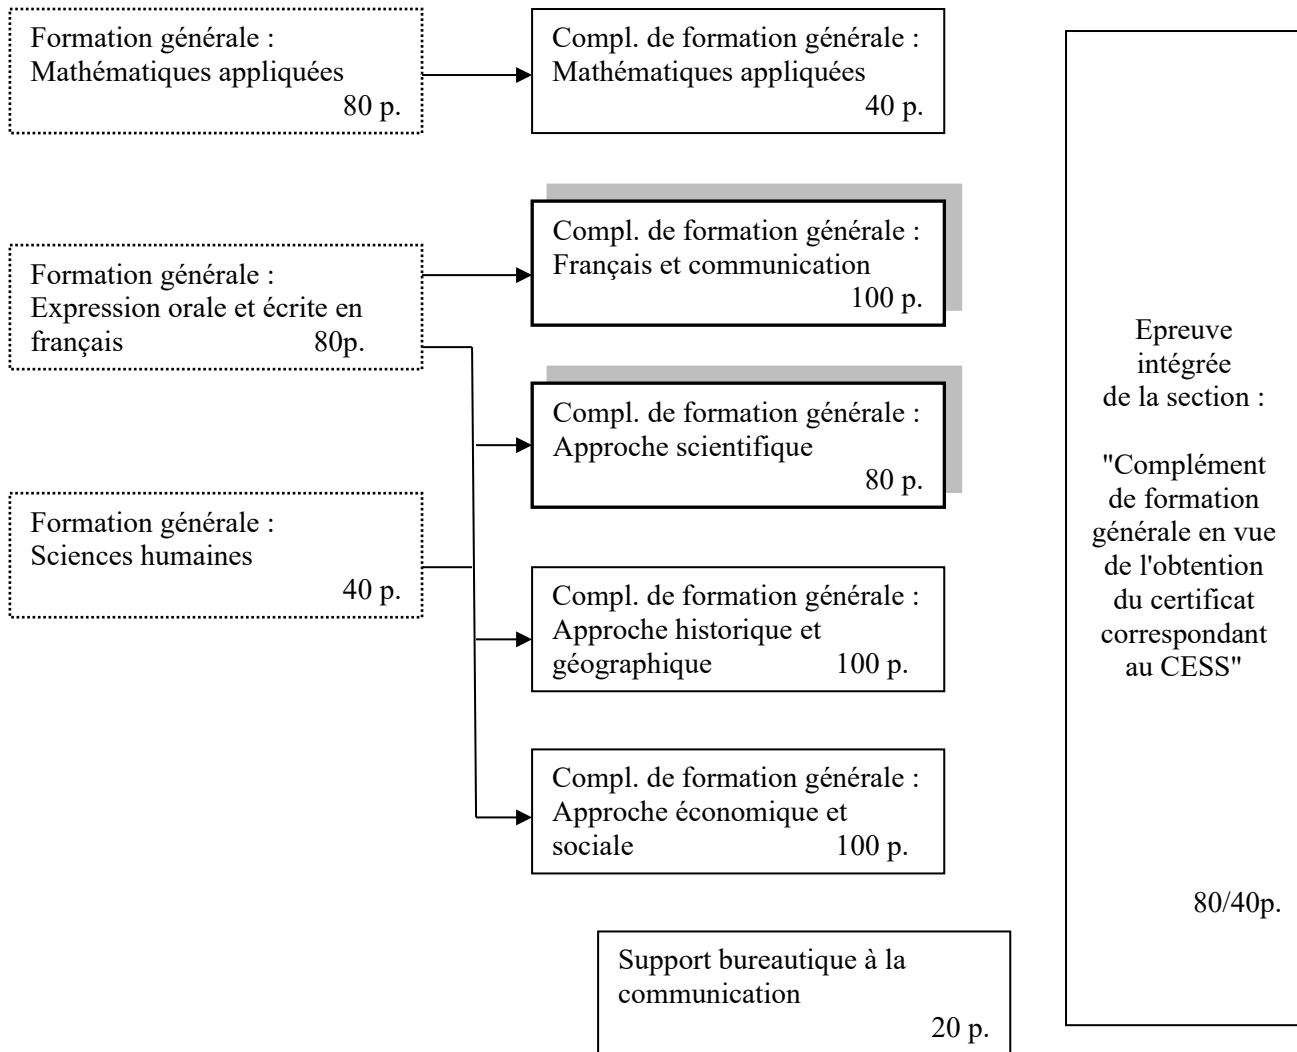 Formation générale :
Mathématiques appliquées
80 p.
Compl. de formation générale :
Mathématiques appliquées
40 p.
Formation générale :
Expression orale et écrite en
français 80p.
Compl. de formation générale :
Français et communication
100 p.
Compl. de formation générale :
Approche scientifique
80 p.
Formation générale :
Sciences humaines
40 p.
Compl. de formation générale :
Approche historique et
géographique 100 p.
Compl. de formation générale :
Approche économique et
sociale 100 p.
Support bureautique à la
communication
20 p.
Epreuve
intégrée
de la section :
"Complément
de formation
générale en vue
de l'obtention
du certificat
correspondant
au CESS"
80/40p.